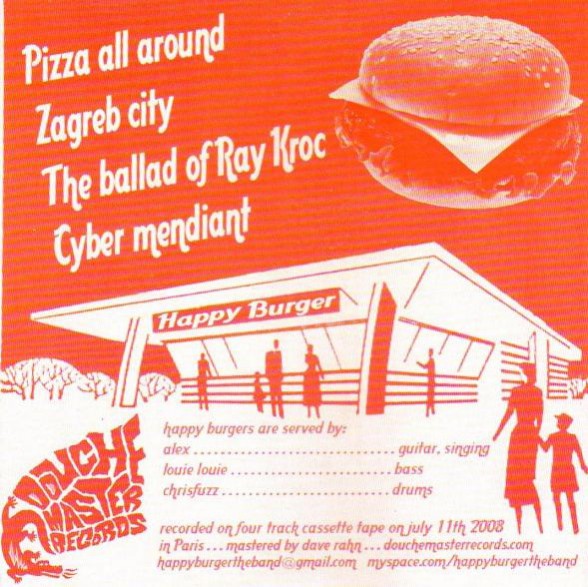 Pizza all around
Zagreb city
The ballad of Ray Kroc
Cyber mendiant
Happy Burger
happy burgers are served by:
alex .............................. guitar, singing
louie louie ........................ bass
chrisfuzz ......................... drums
DOUCHE
MASTER
RECORDS
recorded on four track cassette tape on july 11th 2008
in Paris ... mastered by dave rahn ... douchemasterrecords.com
happyburgertheband@gmail.com myspace.com/happyburgertheband